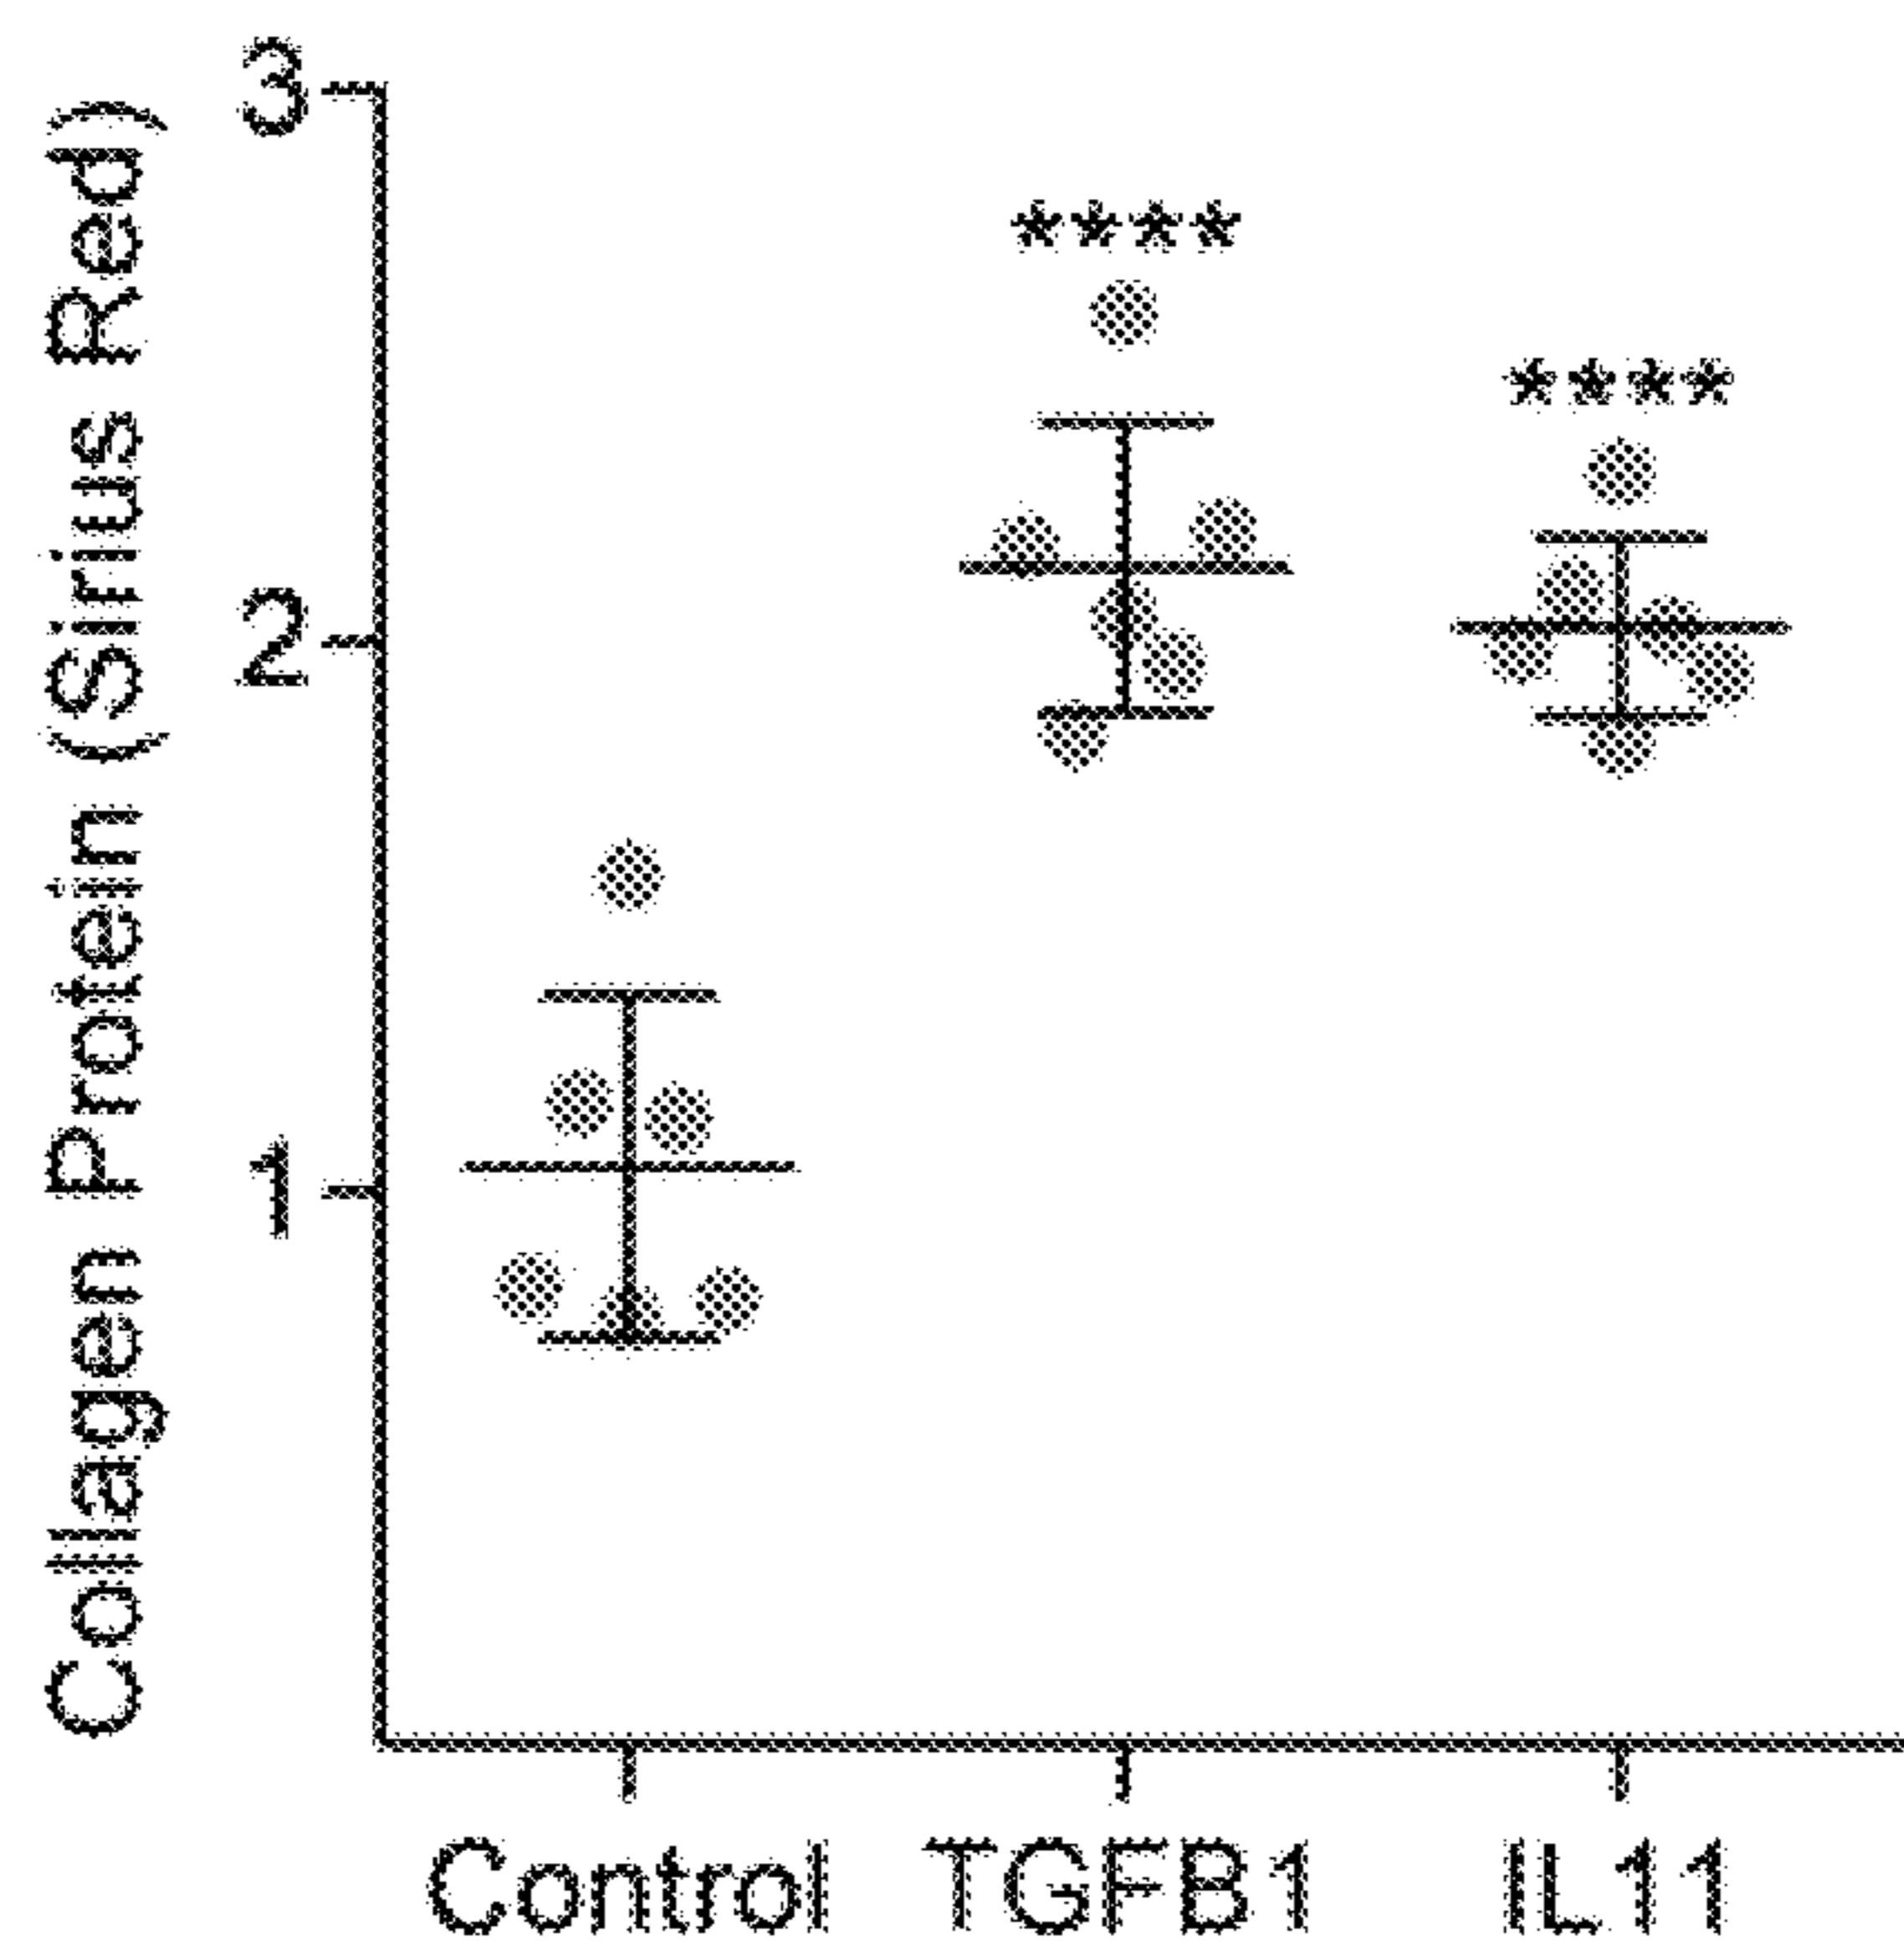 Collagen Protein (Sirius Red)
3
2
1
****
****
Control TGFB1 IL11